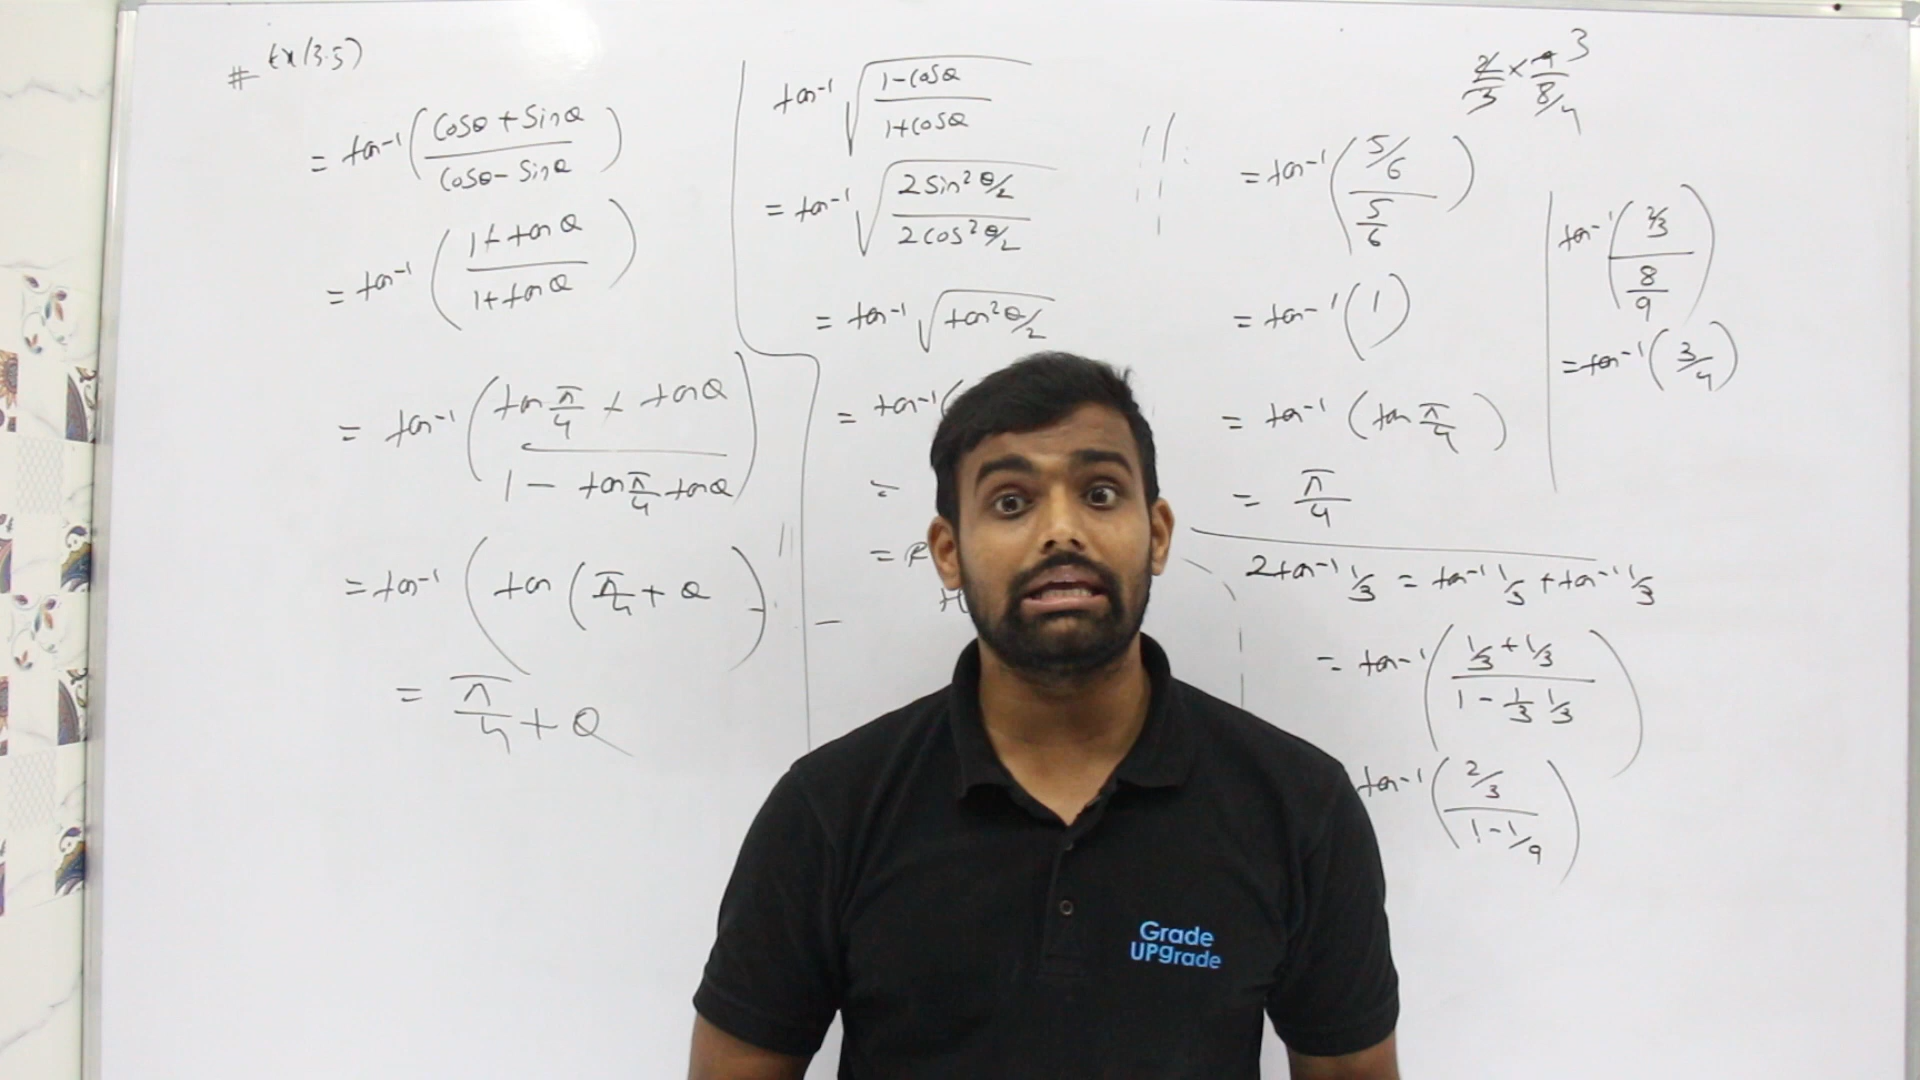 # Ex(3.5)
= tan⁻¹((cosθ + sinθ)/(cosθ - sinθ))
= tan⁻¹((1 + tanθ)/(1 + tanθ))
= tan⁻¹((tan π/4 + tanθ)/(1 - tan π/4 tanθ))
= tan⁻¹(tan(π/4 + θ)
= π/4 + θ
tan⁻¹√((1 - cosθ)/(1 + cosθ))
= tan⁻¹√((2 sin² θ/2)/(2 cos² θ/2))
= tan⁻¹√(tan² θ/2)
= tan⁻¹(
=
= R
H
2/3 × 9/8 3 /4
= tan⁻¹((5/6)/(5/6))
= tan⁻¹(1)
= tan⁻¹(tan π/4)
= π/4
tan⁻¹((2/3)/(8/9))
= tan⁻¹(3/4)
2tan⁻¹ 1/3 = tan⁻¹ 1/3 + tan⁻¹ 1/3
= tan⁻¹((1/3 + 1/3)/(1 - 1/3 1/3))
tan⁻¹((2/3)/(1 - 1/9))
Grade
UPgrade